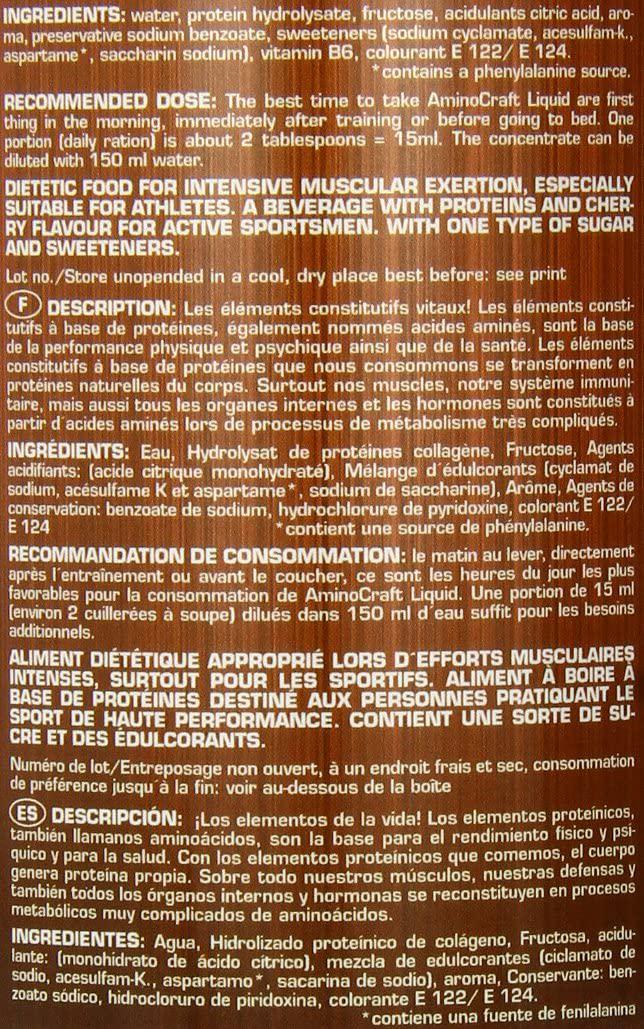 INGREDIENTS: water, protein hydrolysate, fructose, acidulants citric acid, aro-
ma, preservative sodium benzoate, sweeteners (sodium cyclamate, acesulfam-k.,
aspartame*, saccharin sodium), vitamin B6, colourant E 122/ E 124.
*contains a phenylalanine source.
RECOMMENDED DOSE: The best time to take AminoCraft Liquid are first
thing in the morning, immediately after training or before going to bed. One
portion (daily ration) is about 2 tablespoons = 15ml. The concentrate can be
diluted with 150 ml water.
DIETETIC FOOD FOR INTENSIVE MUSCULAR EXERTION, ESPECIALLY
SUITABLE FOR ATHLETES. A BEVERAGE WITH PROTEINS AND CHER-
RY FLAVOUR FOR ACTIVE SPORTSMEN. WITH ONE TYPE OF SUGAR
AND SWEETENERS.
Lot no./Store unopended in a cool, dry place best before: see print
F DESCRIPTION: Les éléments constitutifs vitaux! Les éléments consti-
tutifs à base de protéines, également nommés acides aminés, sont la base
de la performance physique et psychique ainsi que de la santé. Les éléments
constitutifs à base de protéines que nous consommons se transforment en
protéines naturelles du corps. Surtout nos muscles, notre système immuni-
taire, mais aussi tous les organes internes et les hormones sont constitués à
partir d´acides aminés lors de processus de métabolisme très compliqués.
INGRÉDIENTS: Eau, Hydrolysat de protéines collagène, Fructose, Agents
acidifiants: (acide citrique monohydraté), Mélange d´édulcorants (cyclamat de
sodium, acésulfame K et aspartame*, sodium de saccharine), Arôme, Agents de
conservation: benzoate de sodium, hydrochlorure de pyridoxine, colorant E 122/
E 124 *contient une source de phénylalanine.
RECOMMANDATION DE CONSOMMATION: le matin au lever, directement
après l´entraînement ou avant le coucher, ce sont les heures du jour les plus
favorables pour la consommation de AminoCraft Liquid. Une portion de 15 ml
(environ 2 cuillerées à soupe) dilués dans 150 ml d´eau suffit pour les besoins
additionnels.
ALIMENT DIÉTÉTIQUE APPROPRIÉ LORS D´EFFORTS MUSCULAIRES
INTENSES, SURTOUT POUR LES SPORTIFS. ALIMENT À BOIRE À
BASE DE PROTÉINES DESTINÉ AUX PERSONNES PRATIQUANT LE
SPORT DE HAUTE PERFORMANCE. CONTIENT UNE SORTE DE SU-
CRE ET DES ÉDULCORANTS.
Numéro de lot/Entreposage non ouvert, à un endroit frais et sec, consommation
de préférence jusqu´à la fin: voir au-dessous de la boîte
ES DESCRIPCIÓN: ¡Los elementos de la vida! Los elementos proteínicos,
también llamanos aminoácidos, son la base para el rendimiento físico y psí-
quico y para la salud. Con los elementos proteínicos que comemos, el cuerpo
genera proteína propia. Sobre todo nuestros músculos, nuestras defensas y
también todos los órganos internos y hormonas se reconstituyen en procesos
metabólicos muy complicados de aminoácidos.
INGREDIENTES: Agua, Hidrolizado proteínico de colágeno, Fructosa, acidu-
lante: (monohidrato de ácido cítrico), mezcla de edulcorantes (ciclamato de
sodio, acesulfam-K., aspartamo*, sacarina de sodio), aroma, Conservante: ben-
zoato sódico, hidrocloruro de piridoxina, colorante E 122/ E 124.
*contiene una fuente de fenilalanina